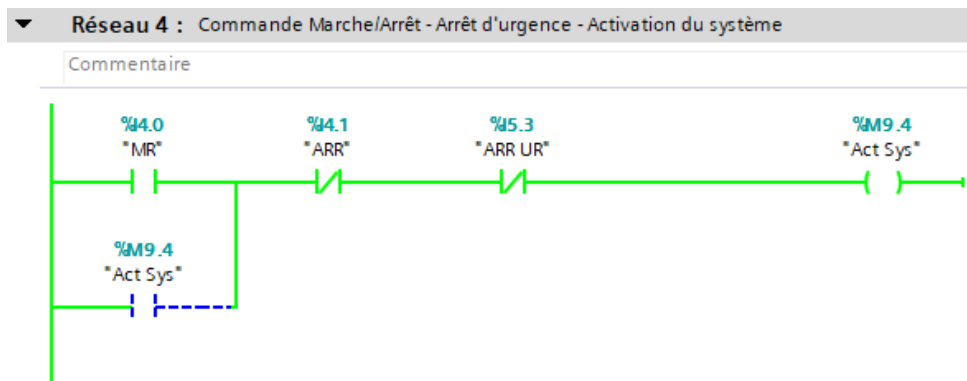 Réseau 4 : Commande Marche/Arrêt - Arrêt d'urgence - Activation du système
Commentaire
%I4.0 %I4.1 %I5.3 %M9.4
"MR" "ARR" "ARR UR" "Act Sys"
%M9.4
"Act Sys"